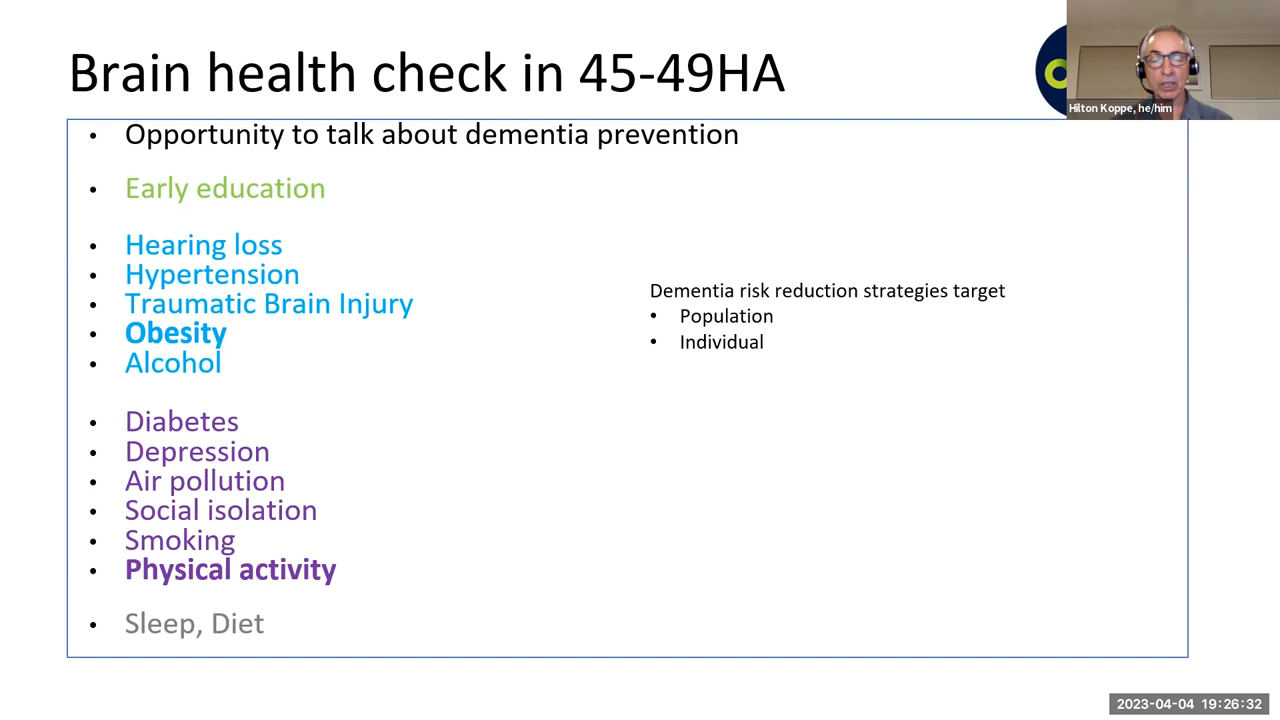 Brain health check in 45-49HA
Hilton Koppe, he/him
• Opportunity to talk about dementia prevention
• Early education
• Hearing loss
• Hypertension
• Traumatic Brain Injury
• Obesity
• Alcohol
Dementia risk reduction strategies target
• Population
• Individual
• Diabetes
• Depression
• Air pollution
• Social isolation
• Smoking
• Physical activity
• Sleep, Diet
2023-04-04 19:26:32